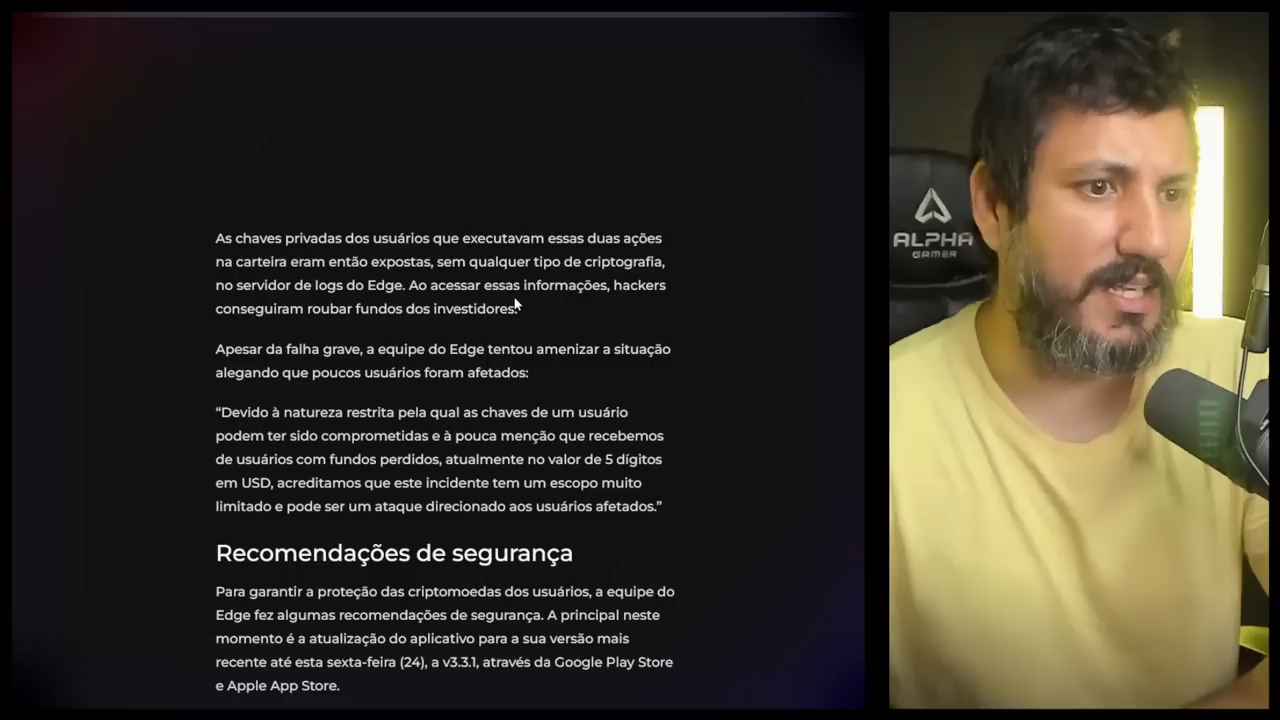 As chaves privadas dos usuários que executavam essas duas ações
na carteira eram então expostas, sem qualquer tipo de criptografia,
no servidor de logs do Edge. Ao acessar essas informações, hackers
conseguiram roubar fundos dos investidores.
Apesar da falha grave, a equipe do Edge tentou amenizar a situação
alegando que poucos usuários foram afetados:
“Devido à natureza restrita pela qual as chaves de um usuário
podem ter sido comprometidas e à pouca menção que recebemos
de usuários com fundos perdidos, atualmente no valor de 5 dígitos
em USD, acreditamos que este incidente tem um escopo muito
limitado e pode ser um ataque direcionado aos usuários afetados.”
Recomendações de segurança
Para garantir a proteção das criptomoedas dos usuários, a equipe do
Edge fez algumas recomendações de segurança. A principal neste
momento é a atualização do aplicativo para a sua versão mais
recente até esta sexta-feira (24), a v3.3.1, através da Google Play Store
e Apple App Store.
ALPHA
GAMER